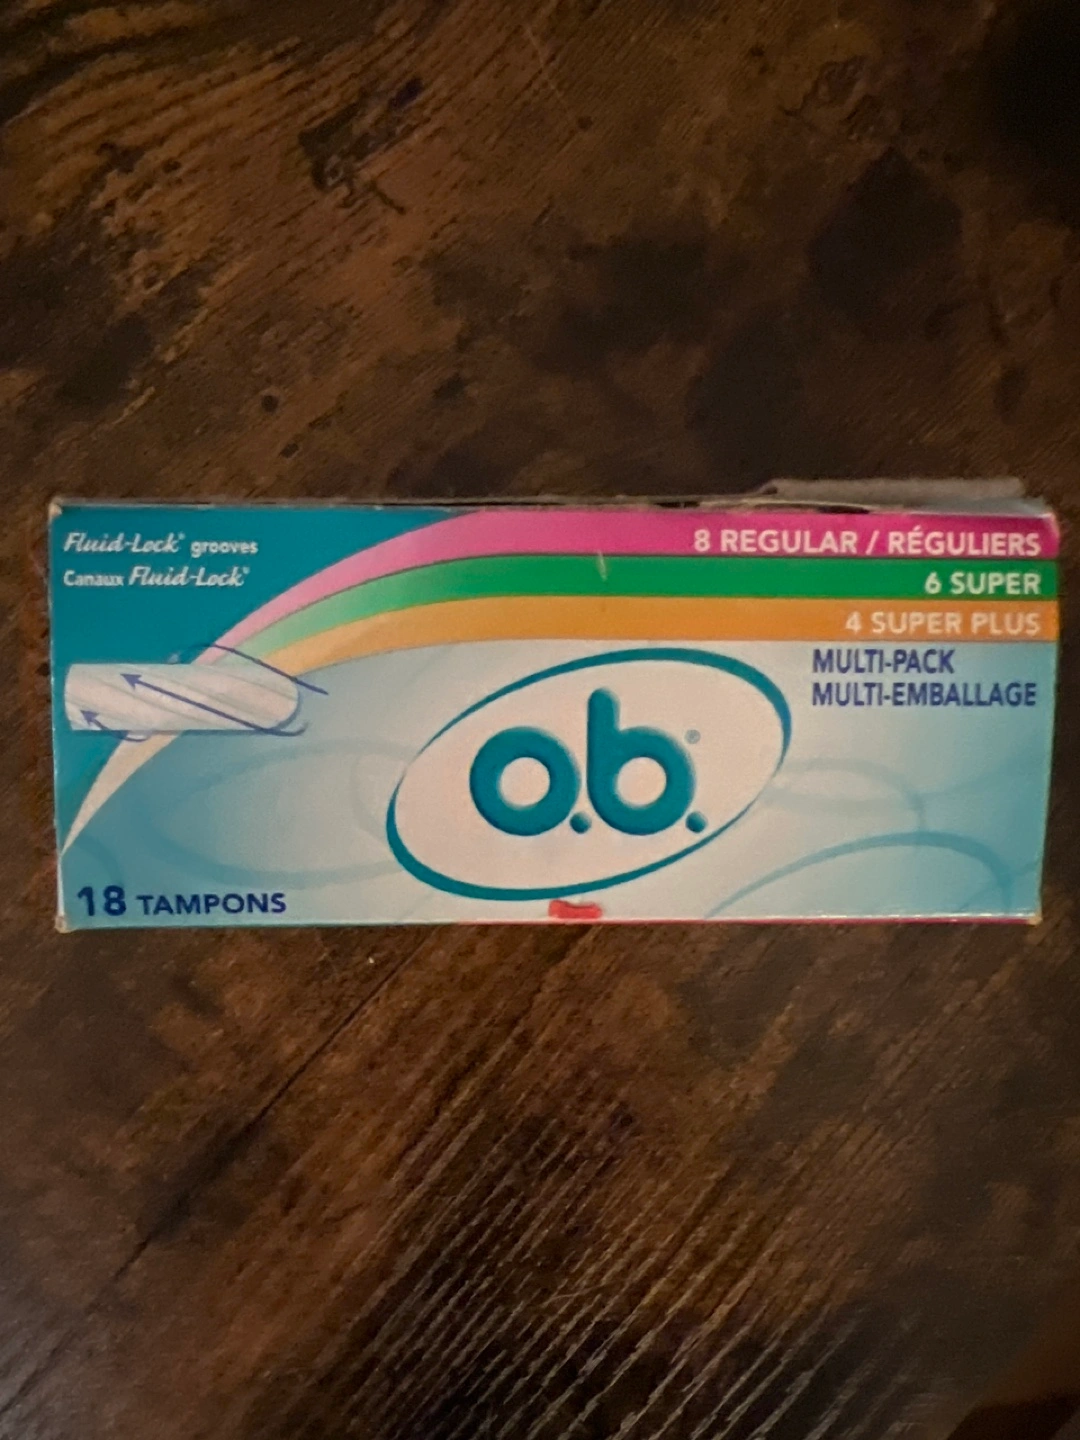 Fluid-Lock® grooves
Canaux Fluid-Lock®
8 REGULAR / RÉGULIERS
6 SUPER
4 SUPER PLUS
MULTI-PACK
MULTI-EMBALLAGE
o.b.®
18 TAMPONS